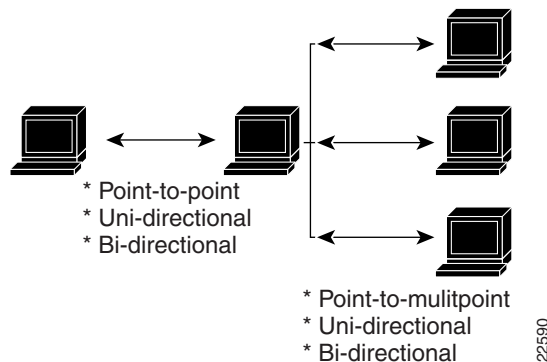 * Point-to-point
* Uni-directional
* Bi-directional
* Point-to-mulitpoint
* Uni-directional
* Bi-directional
22590